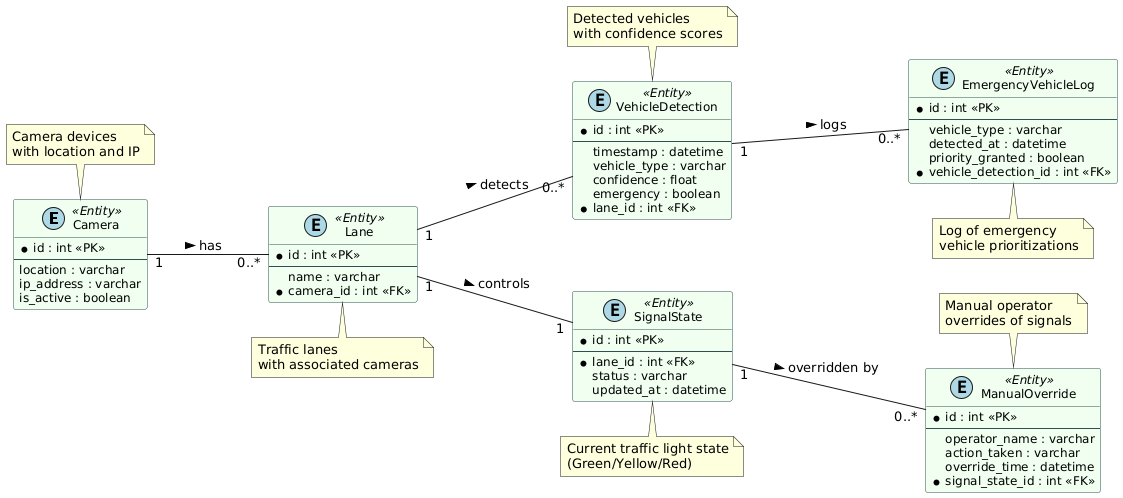 Camera devices
with location and IP
E
«Entity»
Camera
id : int «PK»
location : varchar
ip_address : varchar
is_active : boolean
has
1
0..*
E
«Entity»
Lane
id : int «PK»
name : varchar
camera_id : int «FK»
Traffic lanes
with associated cameras
detects
1
0..*
controls
1
1
Detected vehicles
with confidence scores
E
«Entity»
VehicleDetection
id : int «PK»
timestamp : datetime
vehicle_type : varchar
confidence : float
emergency : boolean
lane_id : int «FK»
logs
1
0..*
E
«Entity»
EmergencyVehicleLog
id : int «PK»
vehicle_type : varchar
detected_at : datetime
priority_granted : boolean
vehicle_detection_id : int «FK»
Log of emergency
vehicle prioritizations
E
«Entity»
SignalState
id : int «PK»
lane_id : int «FK»
status : varchar
updated_at : datetime
Current traffic light state
(Green/Yellow/Red)
overridden by
1
0..*
Manual operator
overrides of signals
E
«Entity»
ManualOverride
id : int «PK»
operator_name : varchar
action_taken : varchar
override_time : datetime
signal_state_id : int «FK»